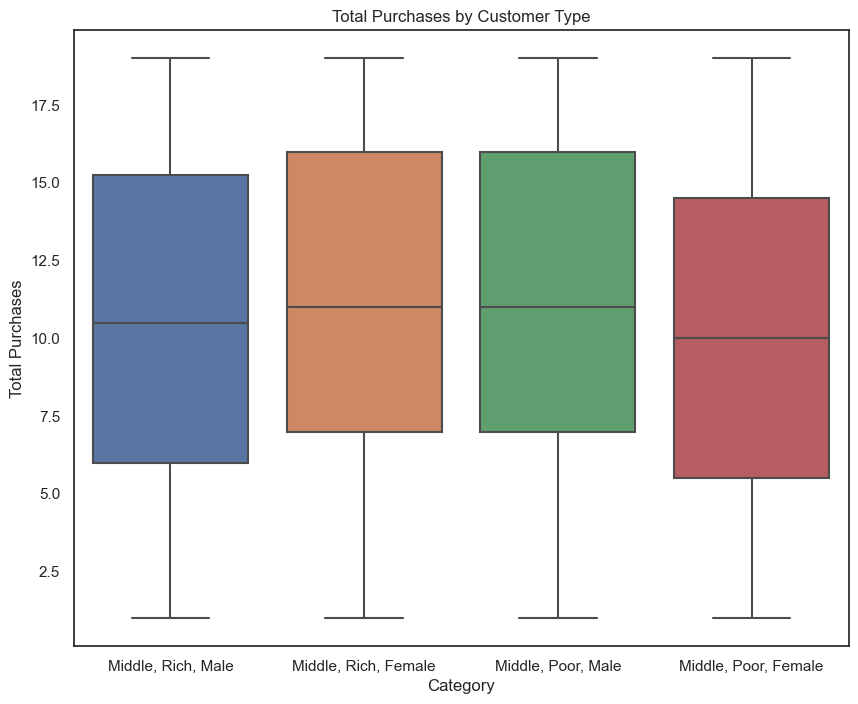 Total Purchases by Customer Type
Total Purchases
17.5
15.0
12.5
10.0
7.5
5.0
2.5
Middle, Rich, Male
Middle, Rich, Female
Middle, Poor, Male
Middle, Poor, Female
Category